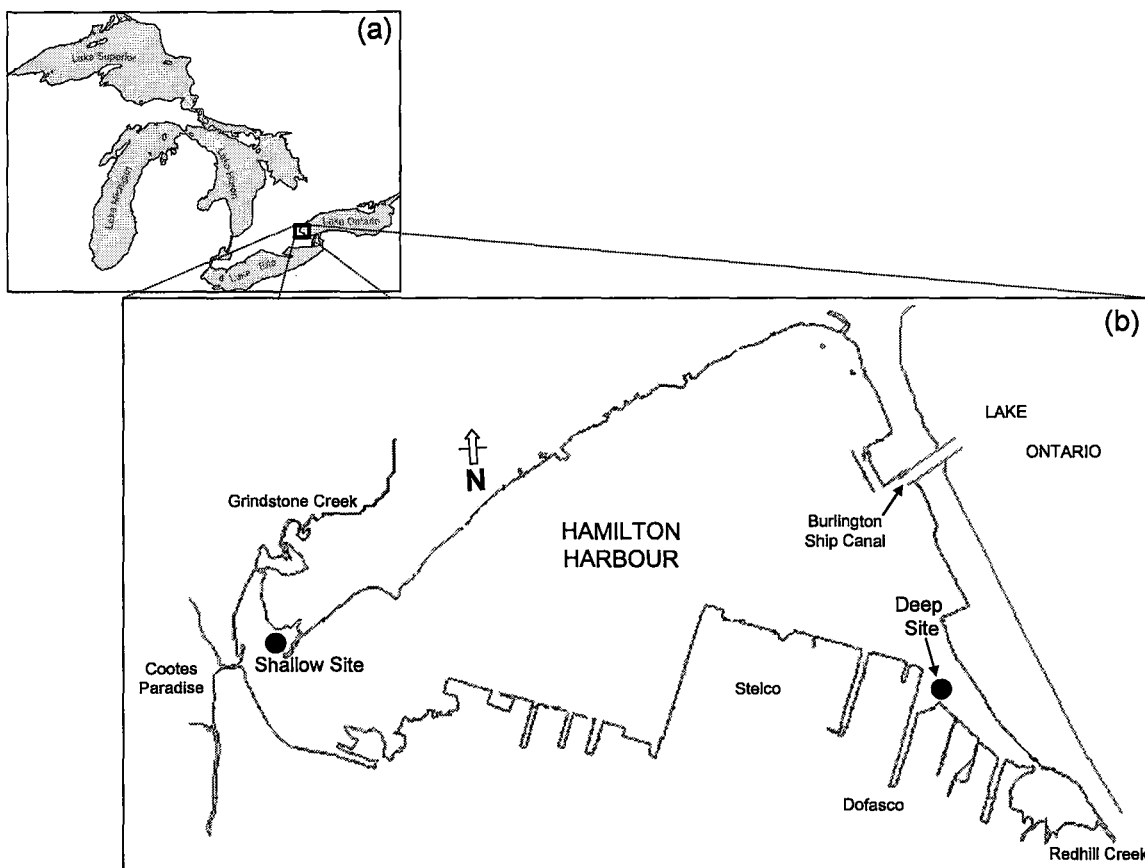 (a)
Lake Superior
Lake Michigan
Lake Huron
Lake Ontario
Lake Erie
(b)
LAKE
ONTARIO
N
Grindstone Creek
HAMILTON
HARBOUR
Burlington
Ship Canal
Deep
Site
Cootes
Paradise
Shallow Site
Stelco
Dofasco
Redhill Creek